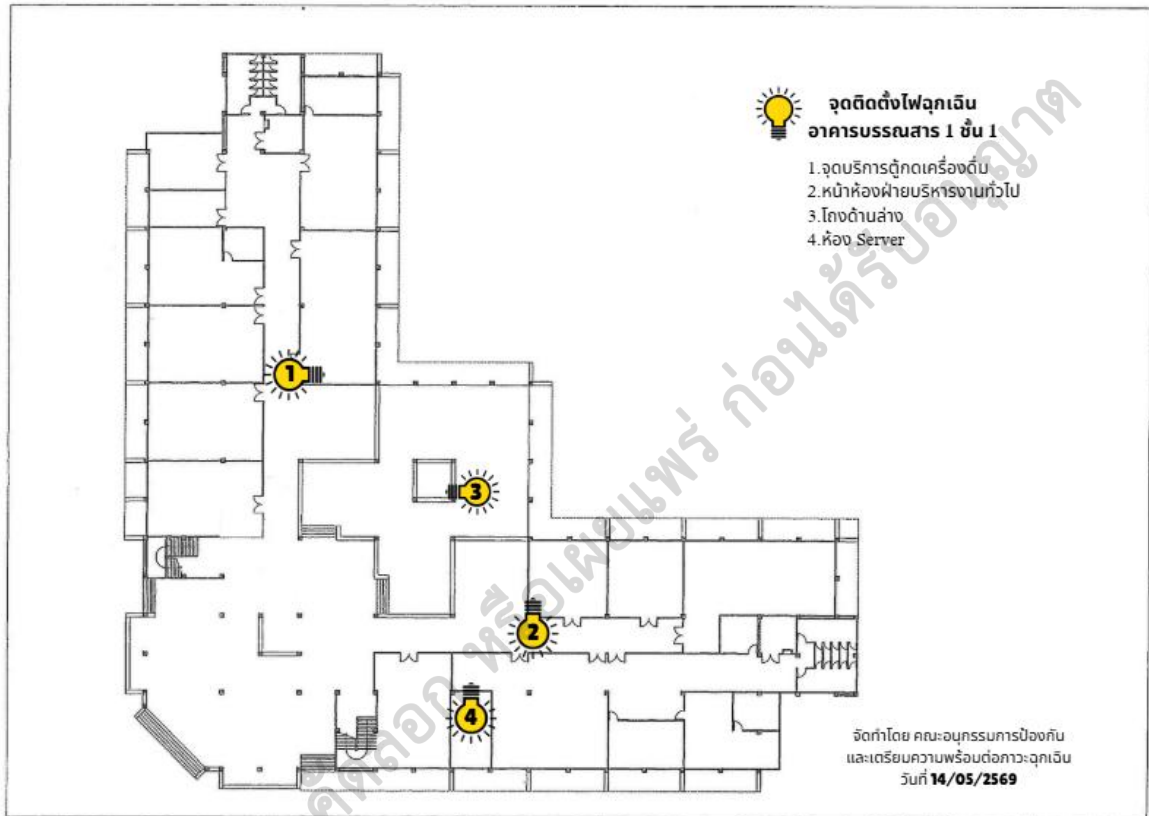 จุดติดตั้งไฟฉุกเฉิน
อาคารบรรณสาร 1 ชั้น 1
1.จุดบริการตู้กดเครื่องดื่ม
2.หน้าห้องฝ่ายบริหารงานทั่วไป
3.โถงด้านล่าง
4.ห้อง Server
1
3
2
4
คัดลอก หรือเผยแพร่ ก่อนได้รับอนุญาต
จัดทำโดย คณะอนุกรรมการป้องกัน
และเตรียมความพร้อมต่อภาวะฉุกเฉิน
วันที่ 14/05/2569